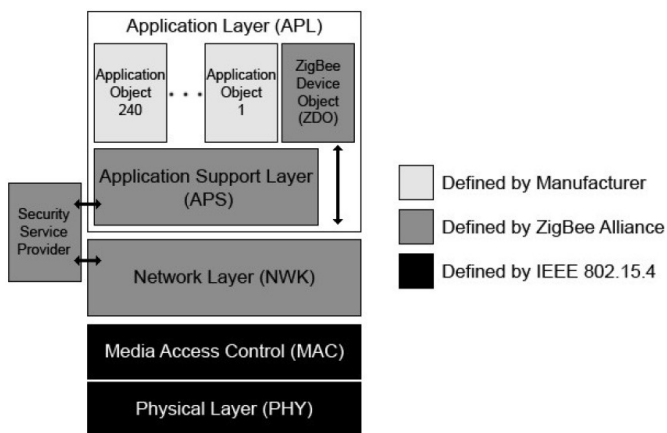 Application Layer (APL)
Application
Object
240
. . .
Application
Object
1
ZigBee
Device
Object
(ZDO)
Application Support Layer
(APS)
Security
Service
Provider
Network Layer (NWK)
Media Access Control (MAC)
Physical Layer (PHY)
Defined by Manufacturer
Defined by ZigBee Alliance
Defined by IEEE 802.15.4